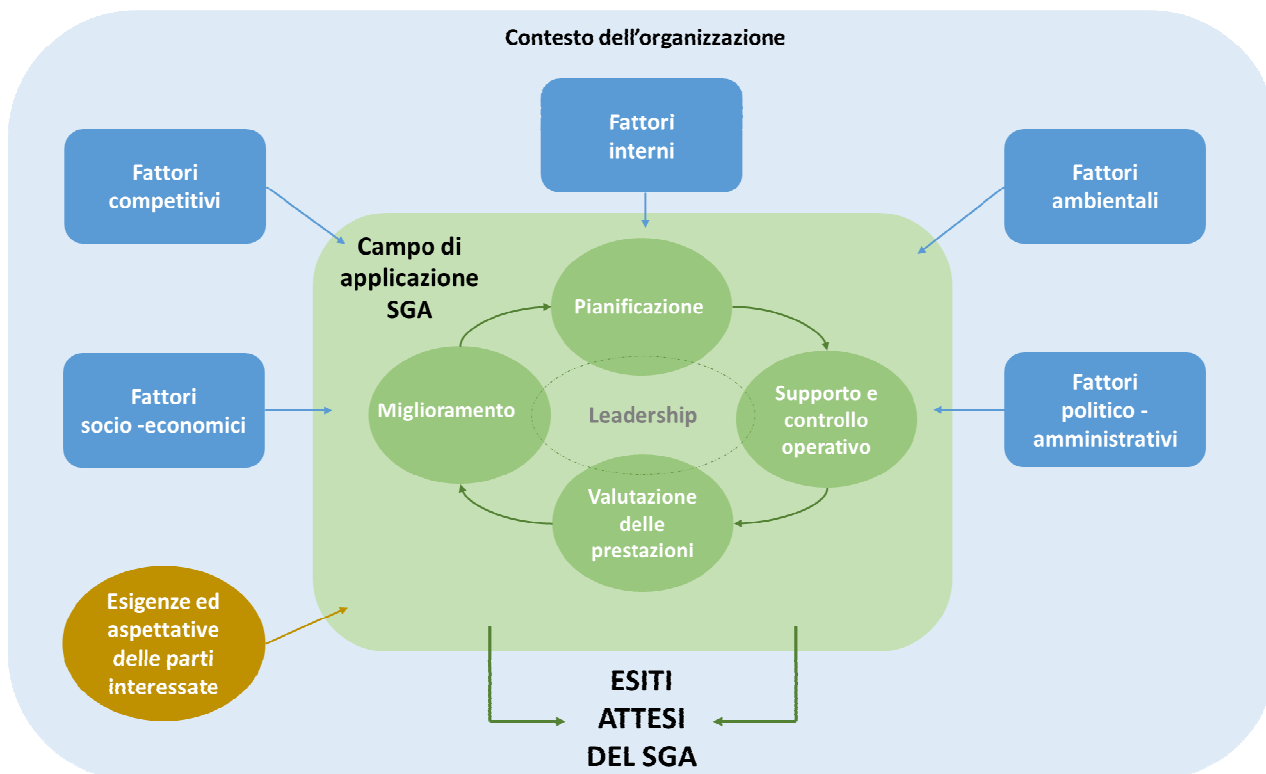 Contesto dell'organizzazione
Fattori
interni
Fattori
competitivi
Fattori
ambientali
Campo di
applicazione
SGA
Pianificazione
Fattori
socio -economici
Miglioramento
Leadership
Supporto e
controllo
operativo
Fattori
politico -
amministrativi
Valutazione
delle
prestazioni
Esigenze ed
aspettative
delle parti
interessate
ESITI
ATTESI
DEL SGA